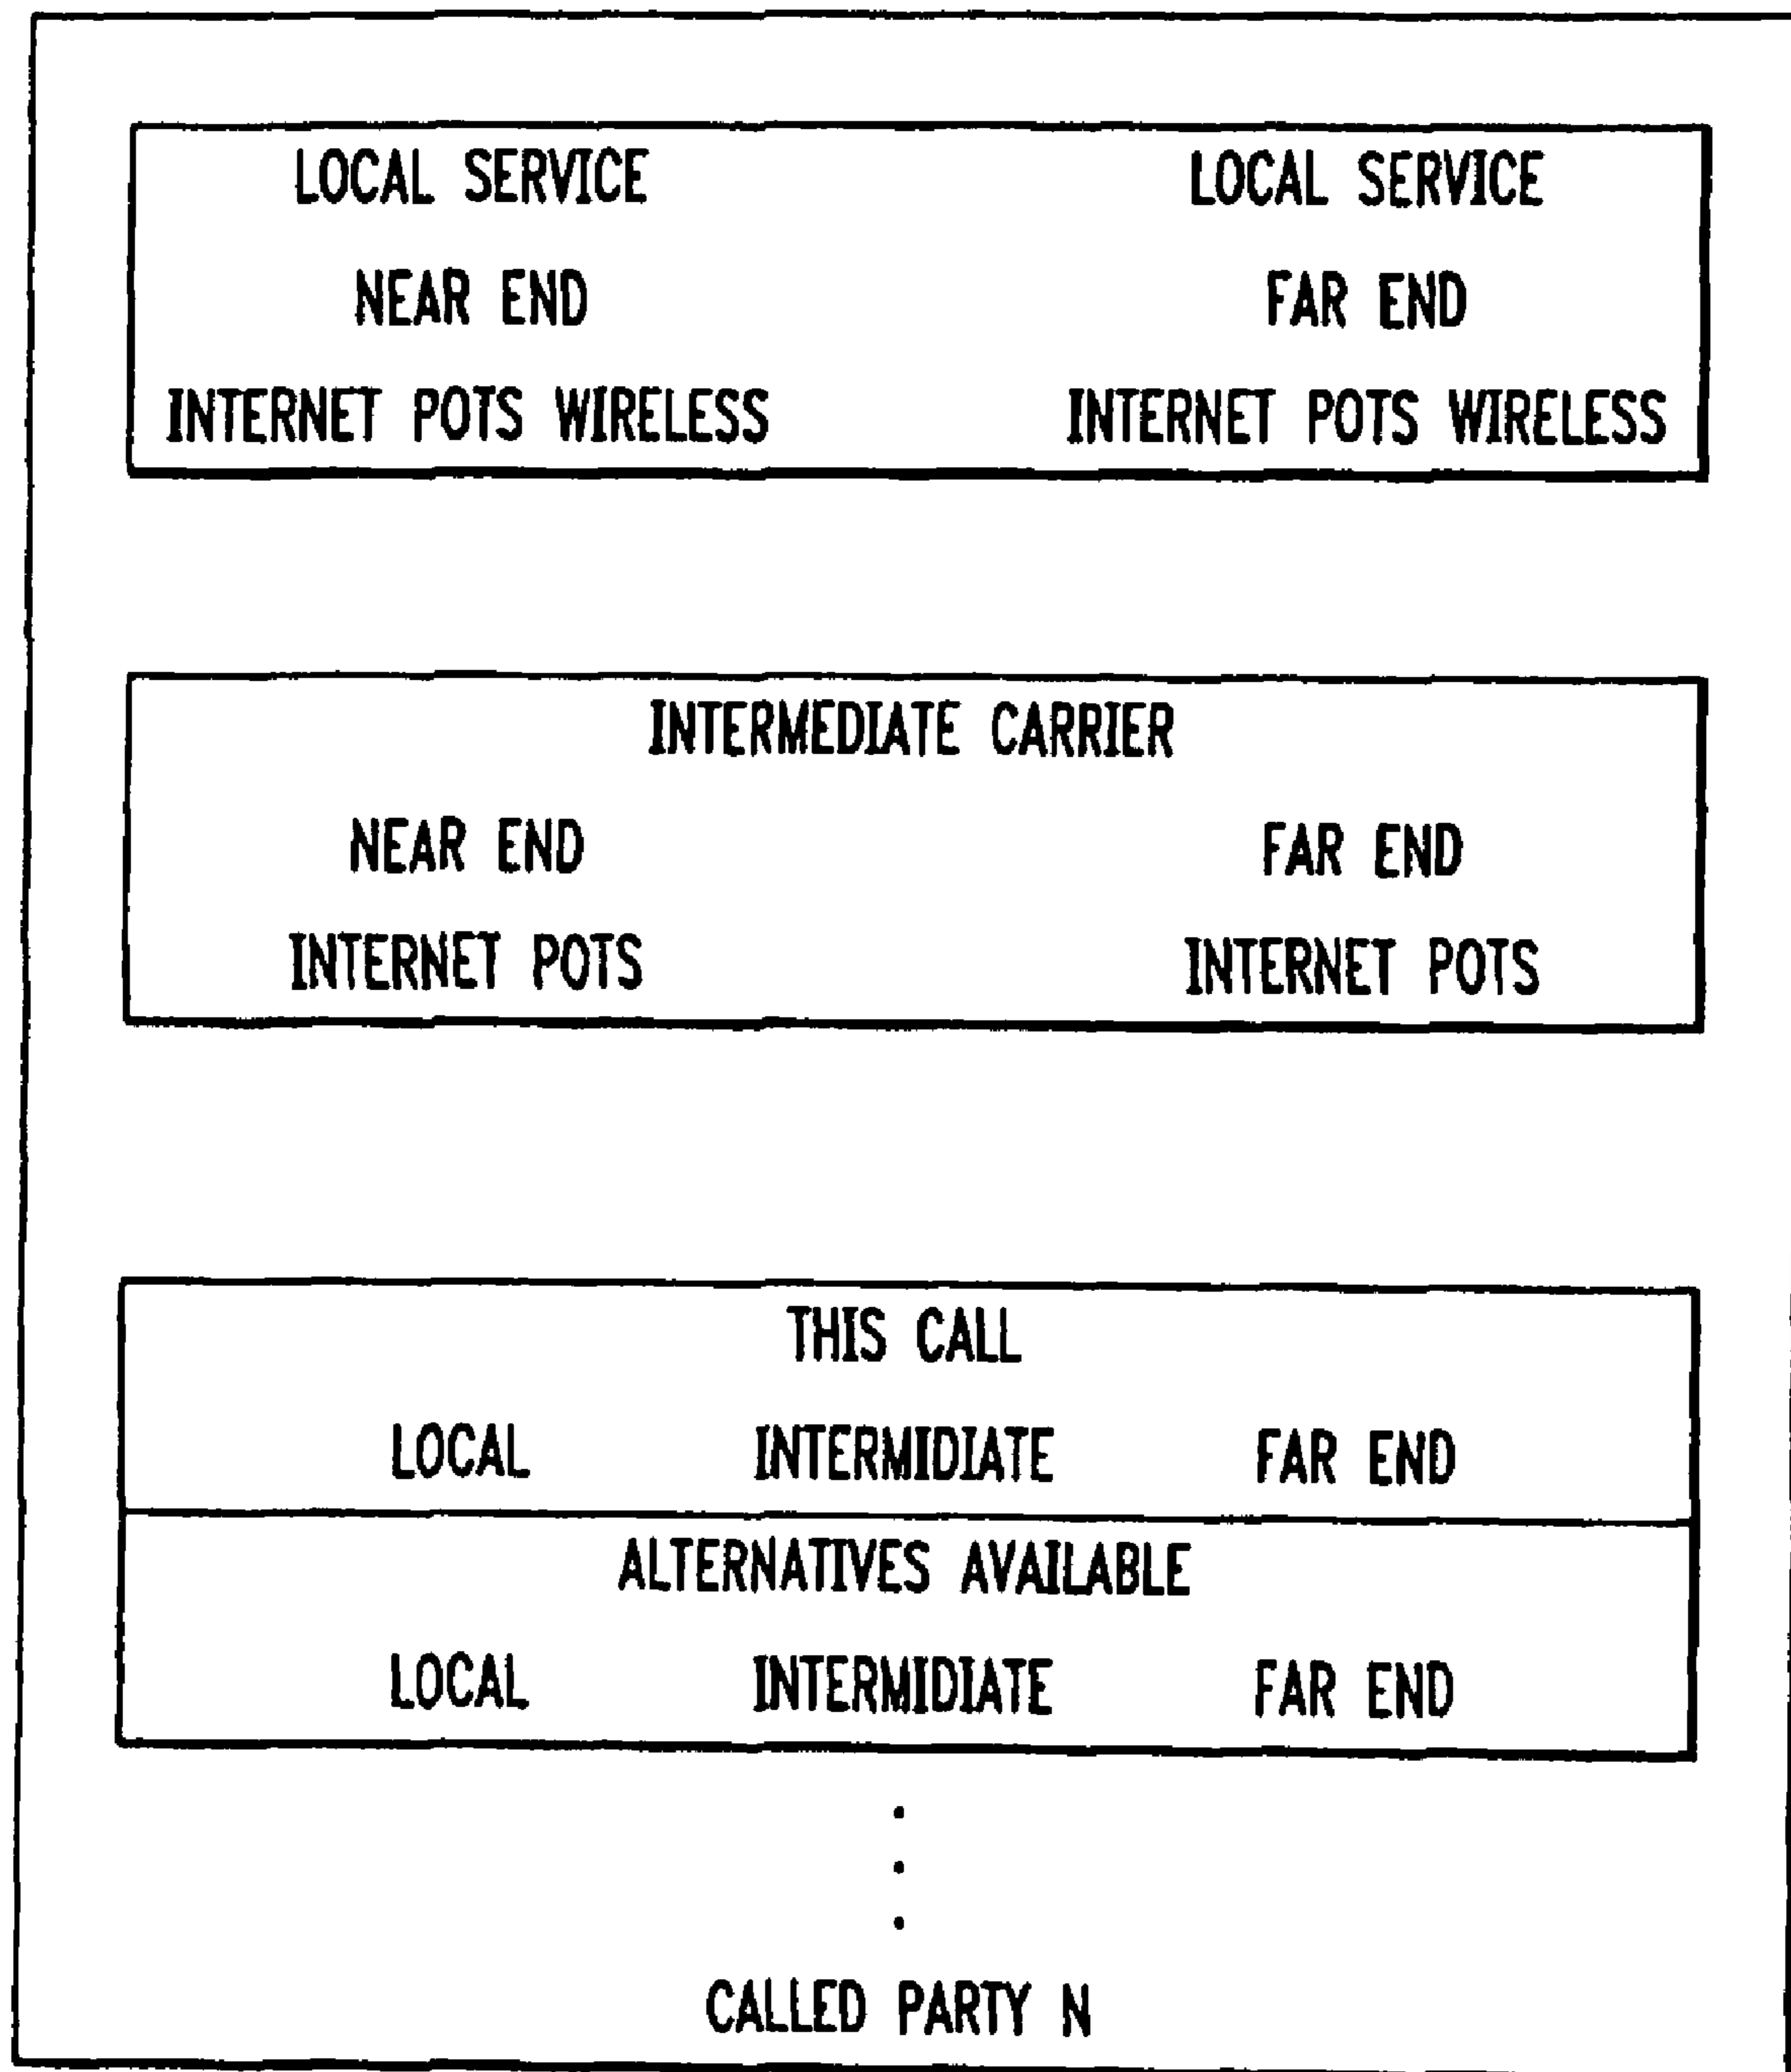 LOCAL SERVICE LOCAL SERVICE
NEAR END FAR END
INTERNET POTS WIRELESS INTERNET POTS WIRELESS
INTERMEDIATE CARRIER
NEAR END FAR END
INTERNET POTS INTERNET POTS
THIS CALL
LOCAL INTERMIDIATE FAR END
ALTERNATIVES AVAILABLE
LOCAL INTERMIDIATE FAR END
CALLED PARTY N